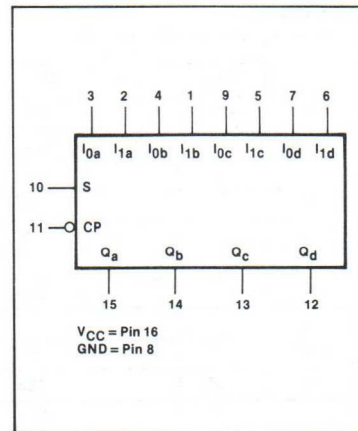 3 2 4 1 9 5 7 6
I0a I1a I0b I1b I0c I1c I0d I1d
10 S
11 CP
Qa Qb Qc Qd
15 14 13 12
VCC = Pin 16
GND = Pin 8